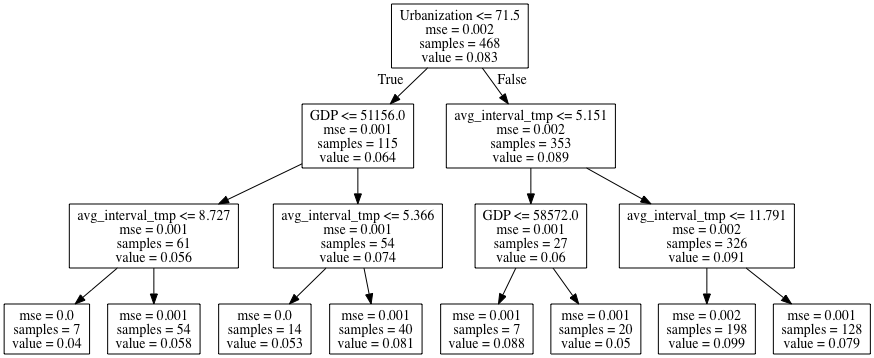 Urbanization <= 71.5
mse = 0.002
samples = 468
value = 0.083
True
False
GDP <= 51156.0
mse = 0.001
samples = 115
value = 0.064
avg_interval_tmp <= 5.151
mse = 0.002
samples = 353
value = 0.089
avg_interval_tmp <= 8.727
mse = 0.001
samples = 61
value = 0.056
avg_interval_tmp <= 5.366
mse = 0.001
samples = 54
value = 0.074
GDP <= 58572.0
mse = 0.001
samples = 27
value = 0.06
avg_interval_tmp <= 11.791
mse = 0.002
samples = 326
value = 0.091
mse = 0.0
samples = 7
value = 0.04
mse = 0.001
samples = 54
value = 0.058
mse = 0.0
samples = 14
value = 0.053
mse = 0.001
samples = 40
value = 0.081
mse = 0.001
samples = 7
value = 0.088
mse = 0.001
samples = 20
value = 0.05
mse = 0.002
samples = 198
value = 0.099
mse = 0.001
samples = 128
value = 0.079